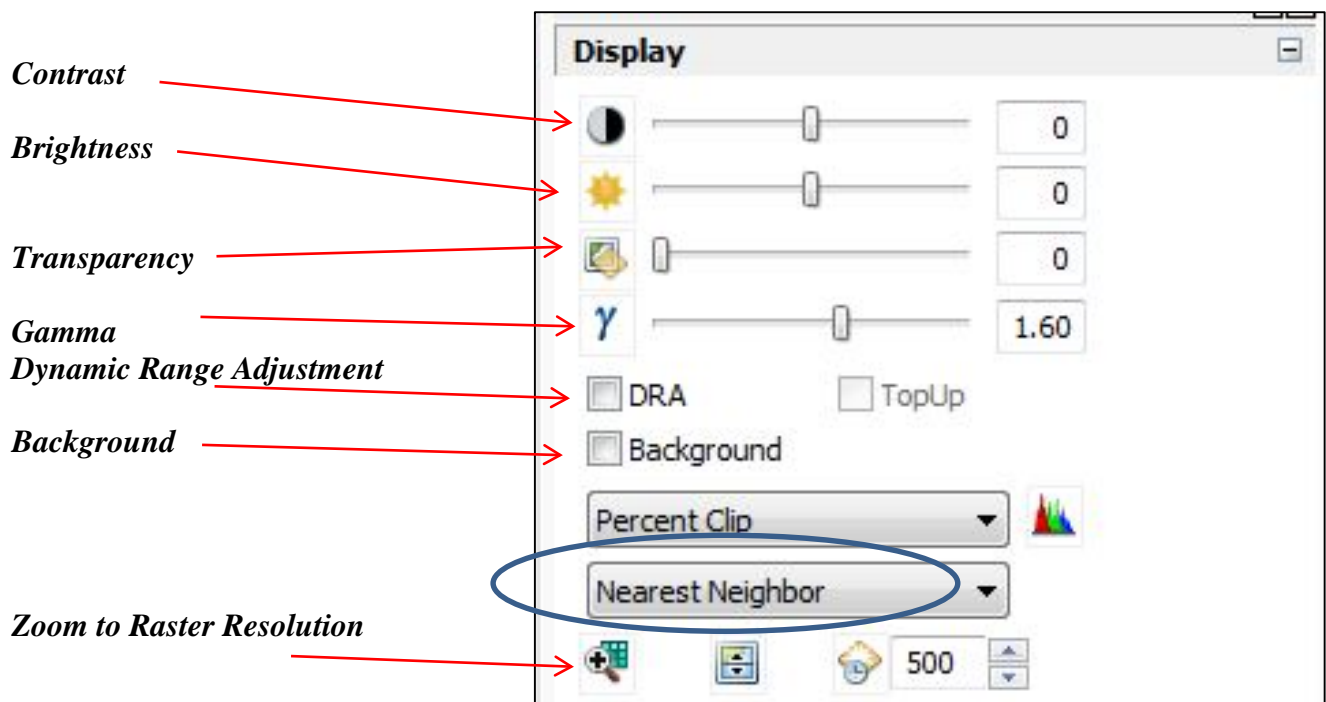 Display
Contrast
0
Brightness
0
Transparency
0
Gamma
γ
1.60
Dynamic Range Adjustment
DRA
TopUp
Background
Background
Percent Clip
Nearest Neighbor
Zoom to Raster Resolution
500